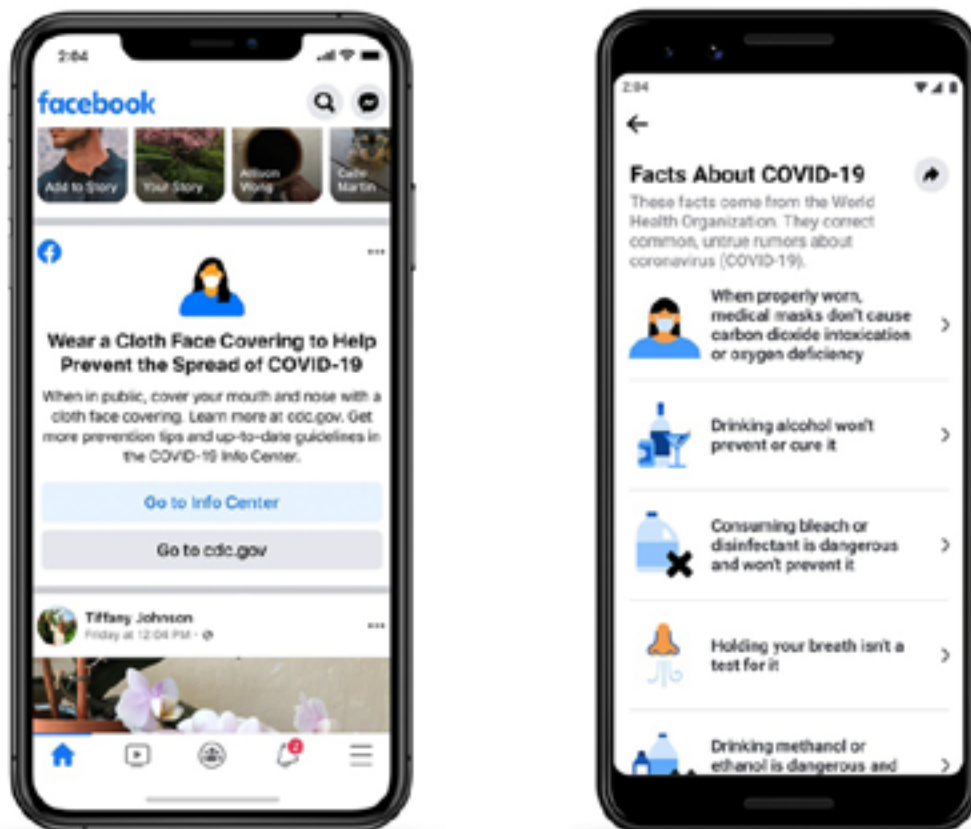 2:04
facebook
Add to Story
Your Story
Allison
Wong
Calle
Martin
Wear a Cloth Face Covering to Help
Prevent the Spread of COVID-19
When in public, cover your mouth and nose with a
cloth face covering. Learn more at cdc.gov. Get
more prevention tips and up-to-date guidelines in
the COVID-19 Info Center.
Go to Info Center
Go to cdc.gov
Tiffany Johnson
Friday at 12:04 PM ·
2
2:04
Facts About COVID-19
These facts come from the World
Health Organization. They correct
common, untrue rumors about
coronavirus (COVID-19).
When properly worn,
medical masks don't cause
carbon dioxide intoxication
or oxygen deficiency
Drinking alcohol won't
prevent or cure it
Consuming bleach or
disinfectant is dangerous
and won't prevent it
Holding your breath isn't a
test for it
Drinking methanol or
ethanol is dangerous and